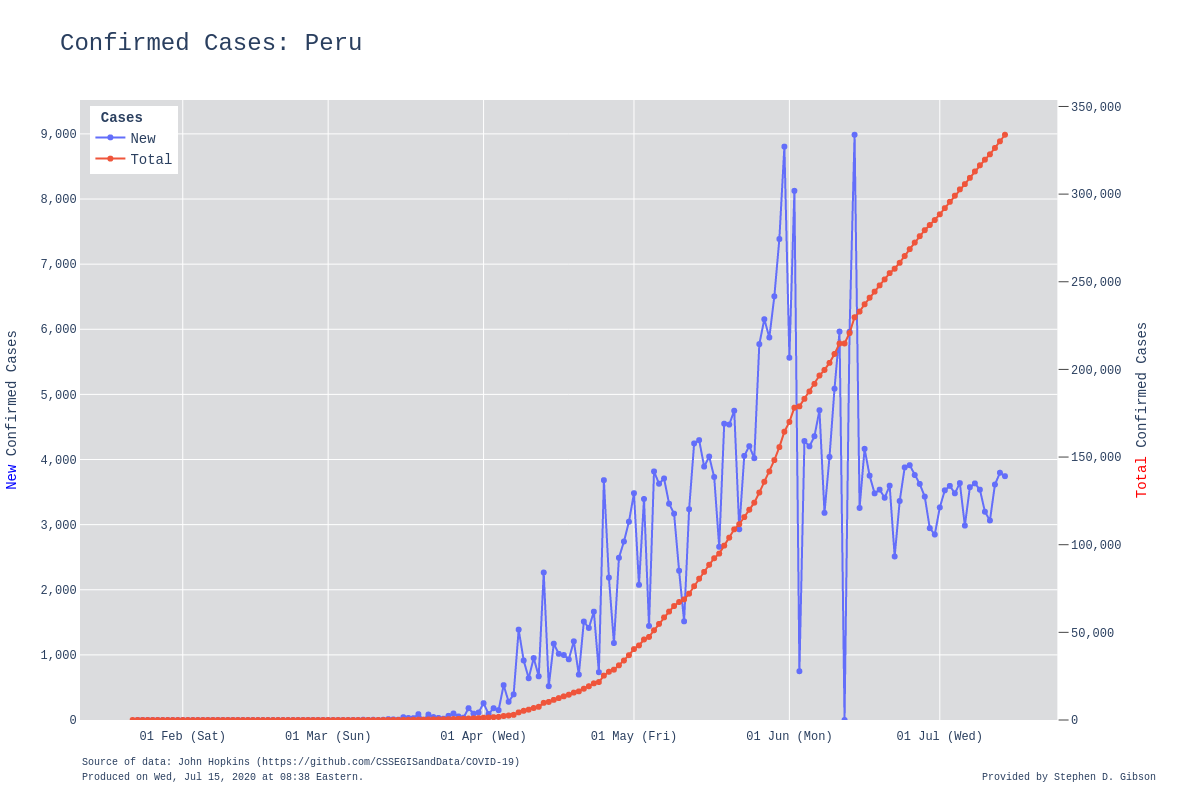 Confirmed Cases: Peru
Cases
New
Total
9,000
8,000
7,000
6,000
5,000
4,000
3,000
2,000
1,000
0
New Confirmed Cases
350,000
300,000
250,000
200,000
150,000
100,000
50,000
0
Total Confirmed Cases
01 Feb (Sat) 01 Mar (Sun) 01 Apr (Wed) 01 May (Fri) 01 Jun (Mon) 01 Jul (Wed)
Source of data: John Hopkins (https://github.com/CSSEGISandData/COVID-19)
Produced on Wed, Jul 15, 2020 at 08:38 Eastern.
Provided by Stephen D. Gibson